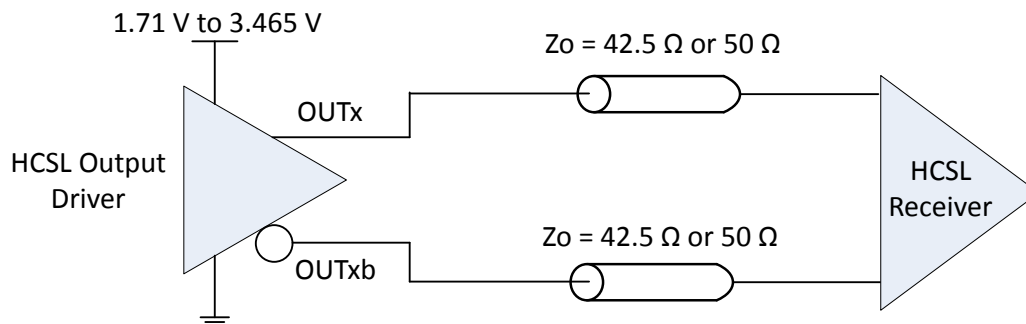 1.71 V to 3.465 V
Zo = 42.5 Ω or 50 Ω
OUTx
HCSL Output
Driver
HCSL
Receiver
Zo = 42.5 Ω or 50 Ω
OUTxb